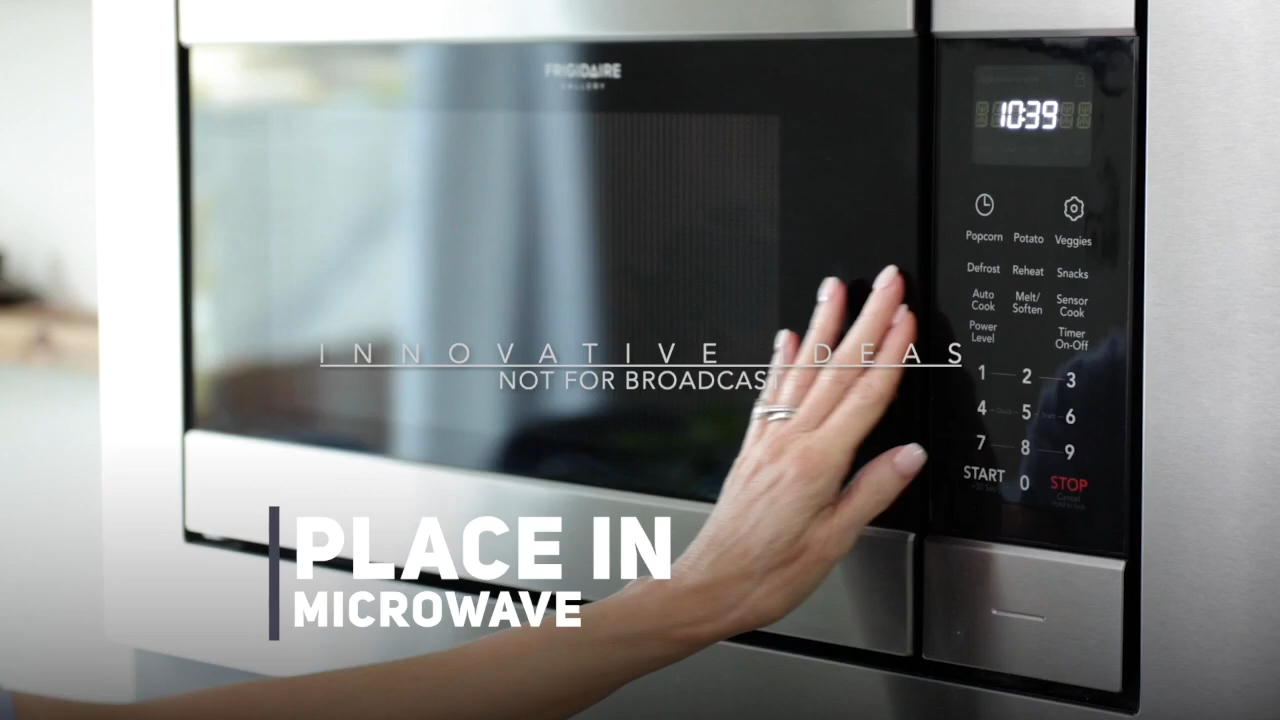 FRIGIDAIRE
GALLERY
10:39
Popcorn Potato Veggies
Defrost Reheat Snacks
Auto Cook Melt/ Soften Sensor Cook
Power Level Timer On-Off
1 2 3
4 5 6
7 8 9
START 0 STOP
Cancel
INNOVATIVE IDEAS
NOT FOR BROADCAST
PLACE IN
MICROWAVE